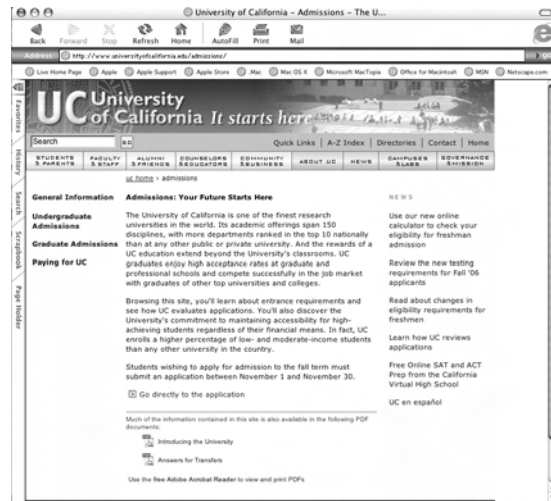 University of California – Admissions – The U...
Back Forward Stop Refresh Home AutoFill Print Mail
Address http://www.universityofcalifornia.edu/admissions/
Live Home Page Apple Apple Support Apple Store .Mac Mac OS X Microsoft MacTopia Office for Macintosh MSN Netscape.com
Favorites
History
Search
Scrapbook
Page Holder
UC University
of California It starts here
Search
Quick Links | A-Z Index | Directories | Contact | Home
STUDENTS & PARENTS
FACULTY & STAFF
ALUMNI & FRIENDS
COUNSELORS & EDUCATORS
COMMUNITY & BUSINESS
ABOUT UC
NEWS
CAMPUSES & LABS
GOVERNANCE & MISSION
uc home › admissions
General Information
Undergraduate
Admissions
Graduate Admissions
Paying for UC
Admissions: Your Future Starts Here
The University of California is one of the finest research
universities in the world. Its academic offerings span 150
disciplines, with more departments ranked in the top 10 nationally
than at any other public or private university. And the rewards of a
UC education extend beyond the University's classrooms. UC
graduates enjoy high acceptance rates at graduate and
professional schools and compete successfully in the job market
with graduates of other top universities and colleges.
Browsing this site, you'll learn about entrance requirements and
see how UC evaluates applications. You'll also discover the
University's commitment to maintaining accessibility for high-
achieving students regardless of their financial means. In fact, UC
enrolls a higher percentage of low- and moderate-income students
than any other university in the country.
Students wishing to apply for admission to the fall term must
submit an application between November 1 and November 30.
Go directly to the application
Much of the information contained in this site is also available in the following PDF
documents:
Introducing the University
Answers for Transfers
Use the free Adobe Acrobat Reader to view and print PDFs
NEWS
Use our new online
calculator to check your
eligibility for freshman
admission
Review the new testing
requirements for Fall '06
applicants
Read about changes in
eligibility requirements for
freshmen
Learn how UC reviews
applications
Free Online SAT and ACT
Prep from the California
Virtual High School
UC en español